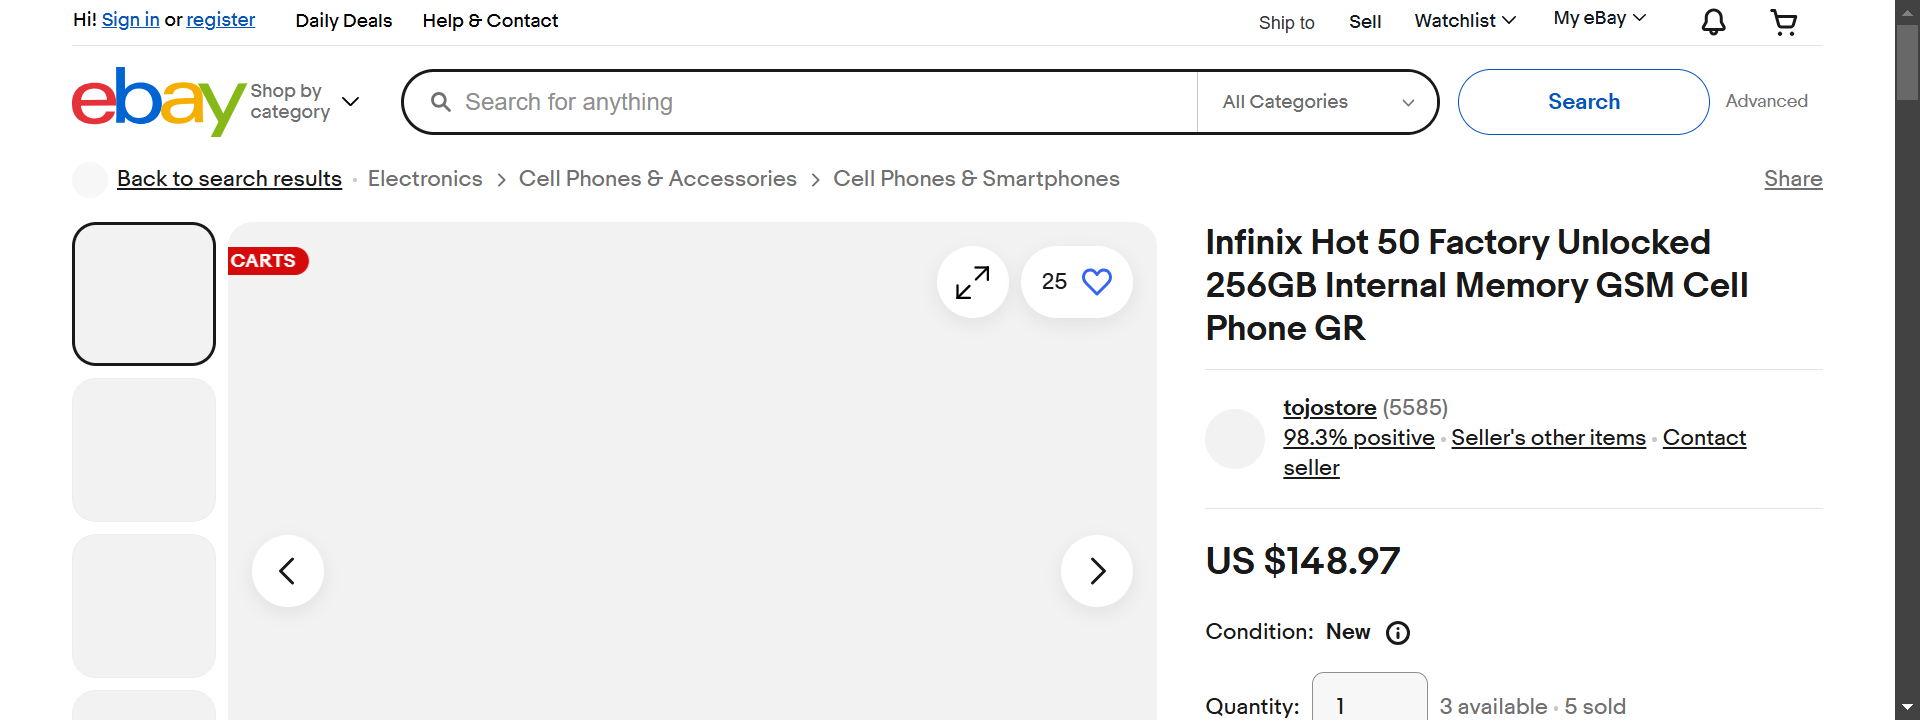 Hi! Sign in or register
Daily Deals
Help & Contact
Ship to
Sell
Watchlist
My eBay
ebay
Shop by
category
Search for anything
All Categories
Search
Advanced
Back to search results
Electronics
Cell Phones & Accessories
Cell Phones & Smartphones
Share
CARTS
25
Infinix Hot 50 Factory Unlocked
256GB Internal Memory GSM Cell
Phone GR
tojostore (5585)
98.3% positive · Seller's other items · Contact
seller
US $148.97
Condition: New
Quantity: 1 3 available · 5 sold